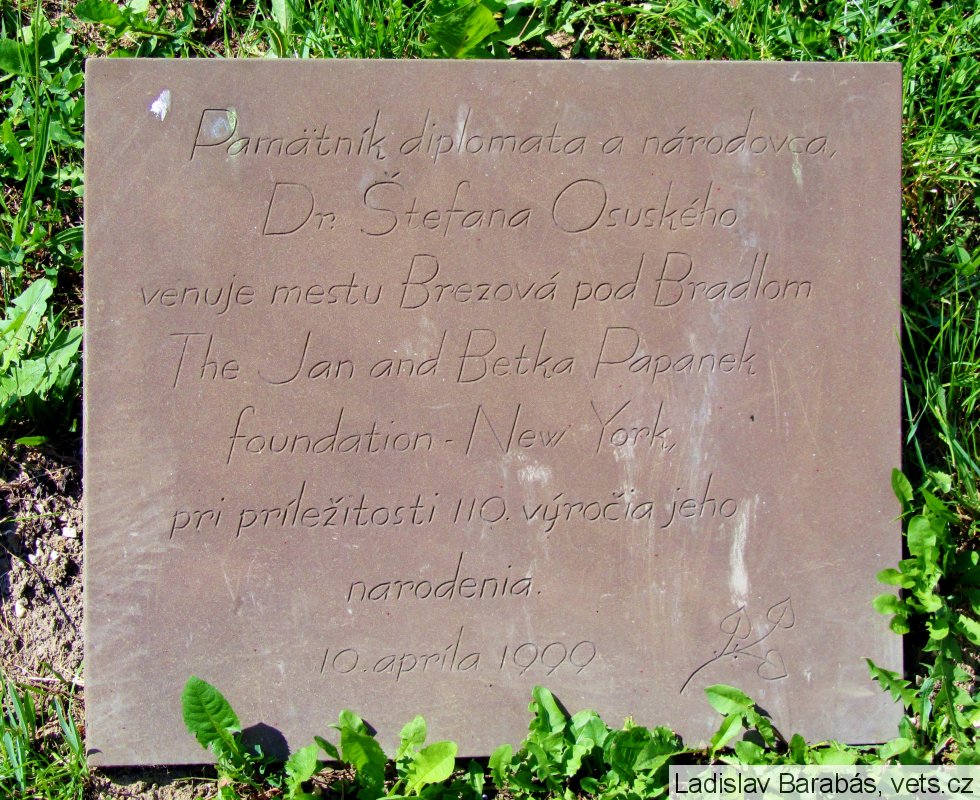 Pamätník diplomata a národovca,
Dr. Štefana Osuského
venuje mestu Brezová pod Bradlom
The Jan and Betka Papanek
foundation - New York,
pri príležitosti 110. výročia jeho
narodenia.
10. apríla 1999
Ladislav Barabás, vets.cz